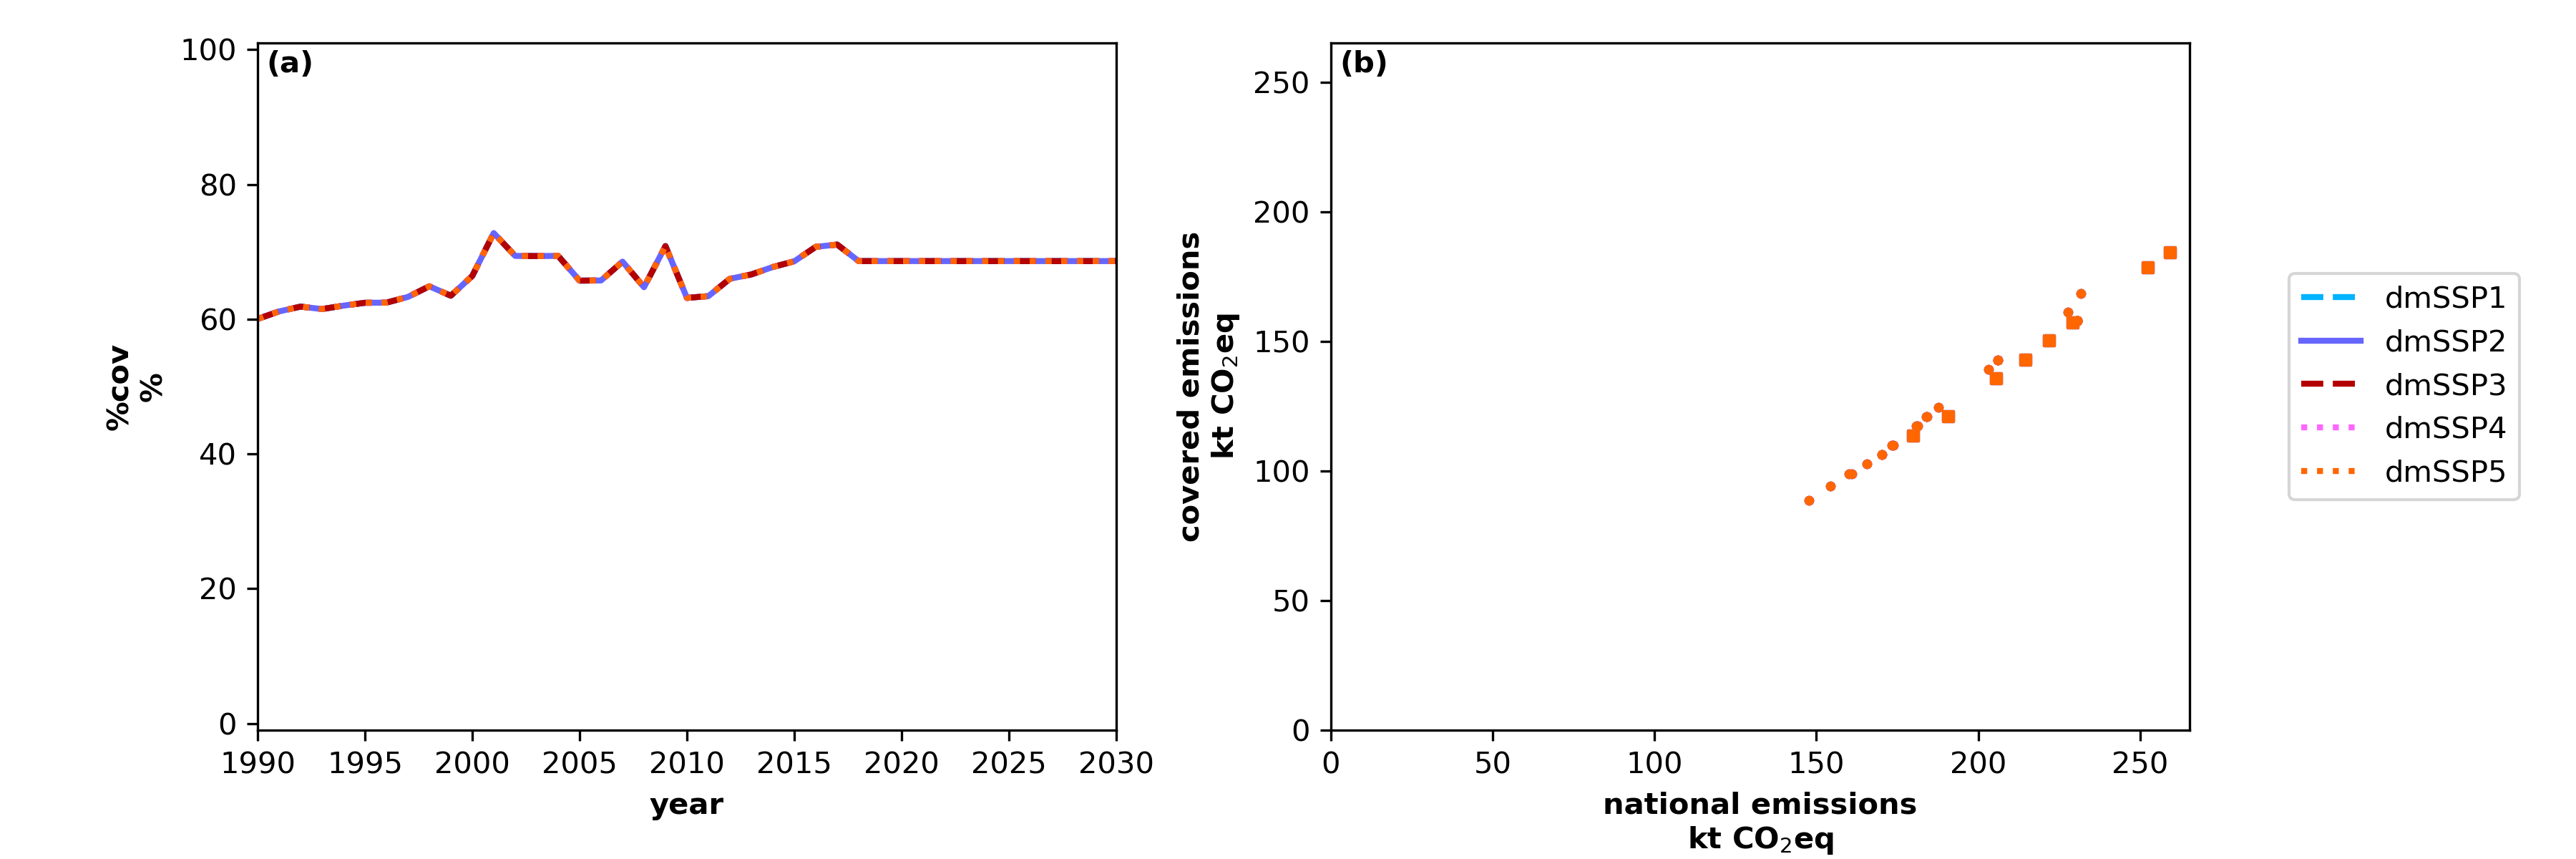 (a)
%cov
%
100
80
60
40
20
0
1990 1995 2000 2005 2010 2015 2020 2025 2030
year
(b)
covered emissions
kt CO₂eq
250
200
150
100
50
0
0 50 100 150 200 250
national emissions
kt CO₂eq
dmSSP1
dmSSP2
dmSSP3
dmSSP4
dmSSP5